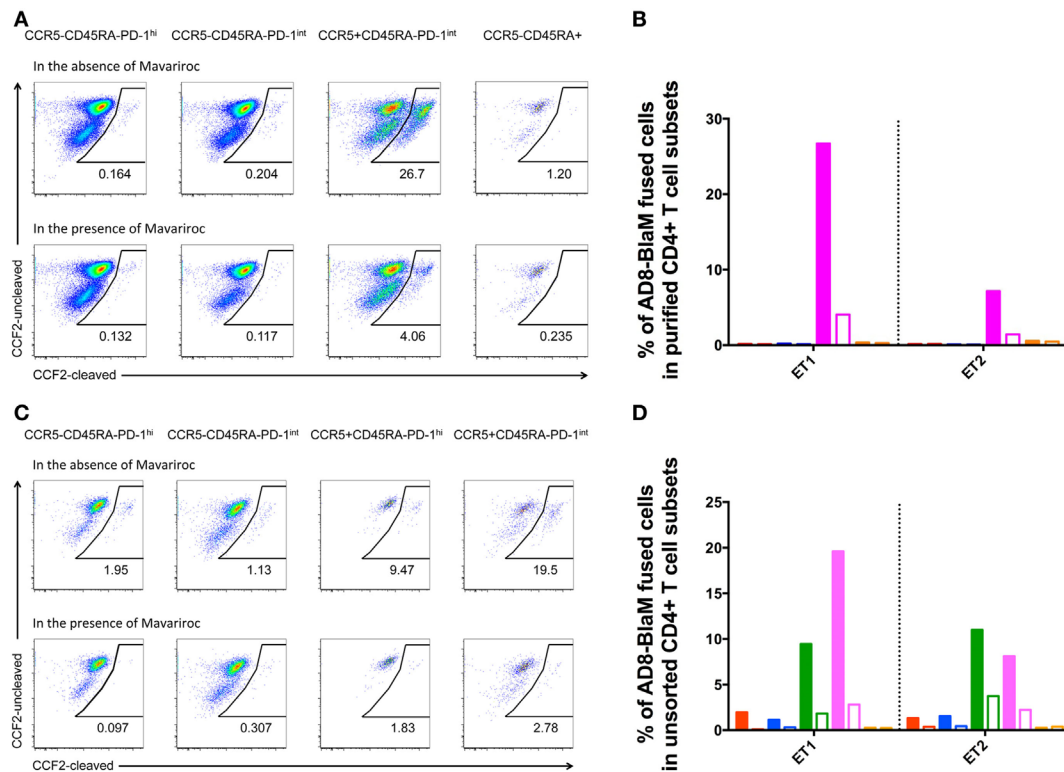 A
CCR5-CD45RA-PD-1hi CCR5-CD45RA-PD-1int CCR5+CD45RA-PD-1int CCR5-CD45RA+
In the absence of Mavariroc
0.164 0.204 26.7 1.20
In the presence of Mavariroc
0.132 0.117 4.06 0.235
CCF2-uncleaved
CCF2-cleaved
B
% of AD8-BlaM fused cells
in purified CD4+ T cell subsets
30
20
10
0
ET1 ET2
C
CCR5-CD45RA-PD-1hi CCR5-CD45RA-PD-1int CCR5+CD45RA-PD-1hi CCR5+CD45RA-PD-1int
In the absence of Mavariroc
1.95 1.13 9.47 19.5
In the presence of Mavariroc
0.097 0.307 1.83 2.78
CCF2-uncleaved
CCF2-cleaved
D
% of AD8-BlaM fused cells
in unsorted CD4+ T cell subsets
25
20
15
10
5
0
ET1 ET2